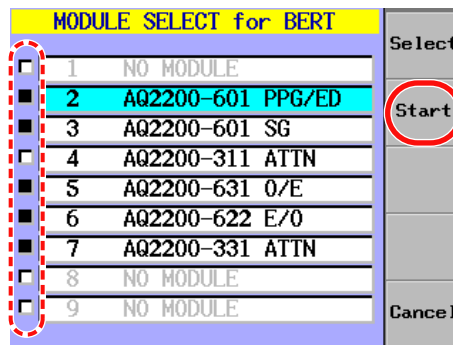 MODULE SELECT for BERT
Select
1 NO MODULE
2 AQ2200-601 PPG/ED
Start
3 AQ2200-601 SG
4 AQ2200-311 ATTN
5 AQ2200-631 O/E
6 AQ2200-622 E/O
7 AQ2200-331 ATTN
8 NO MODULE
9 NO MODULE
Cancel